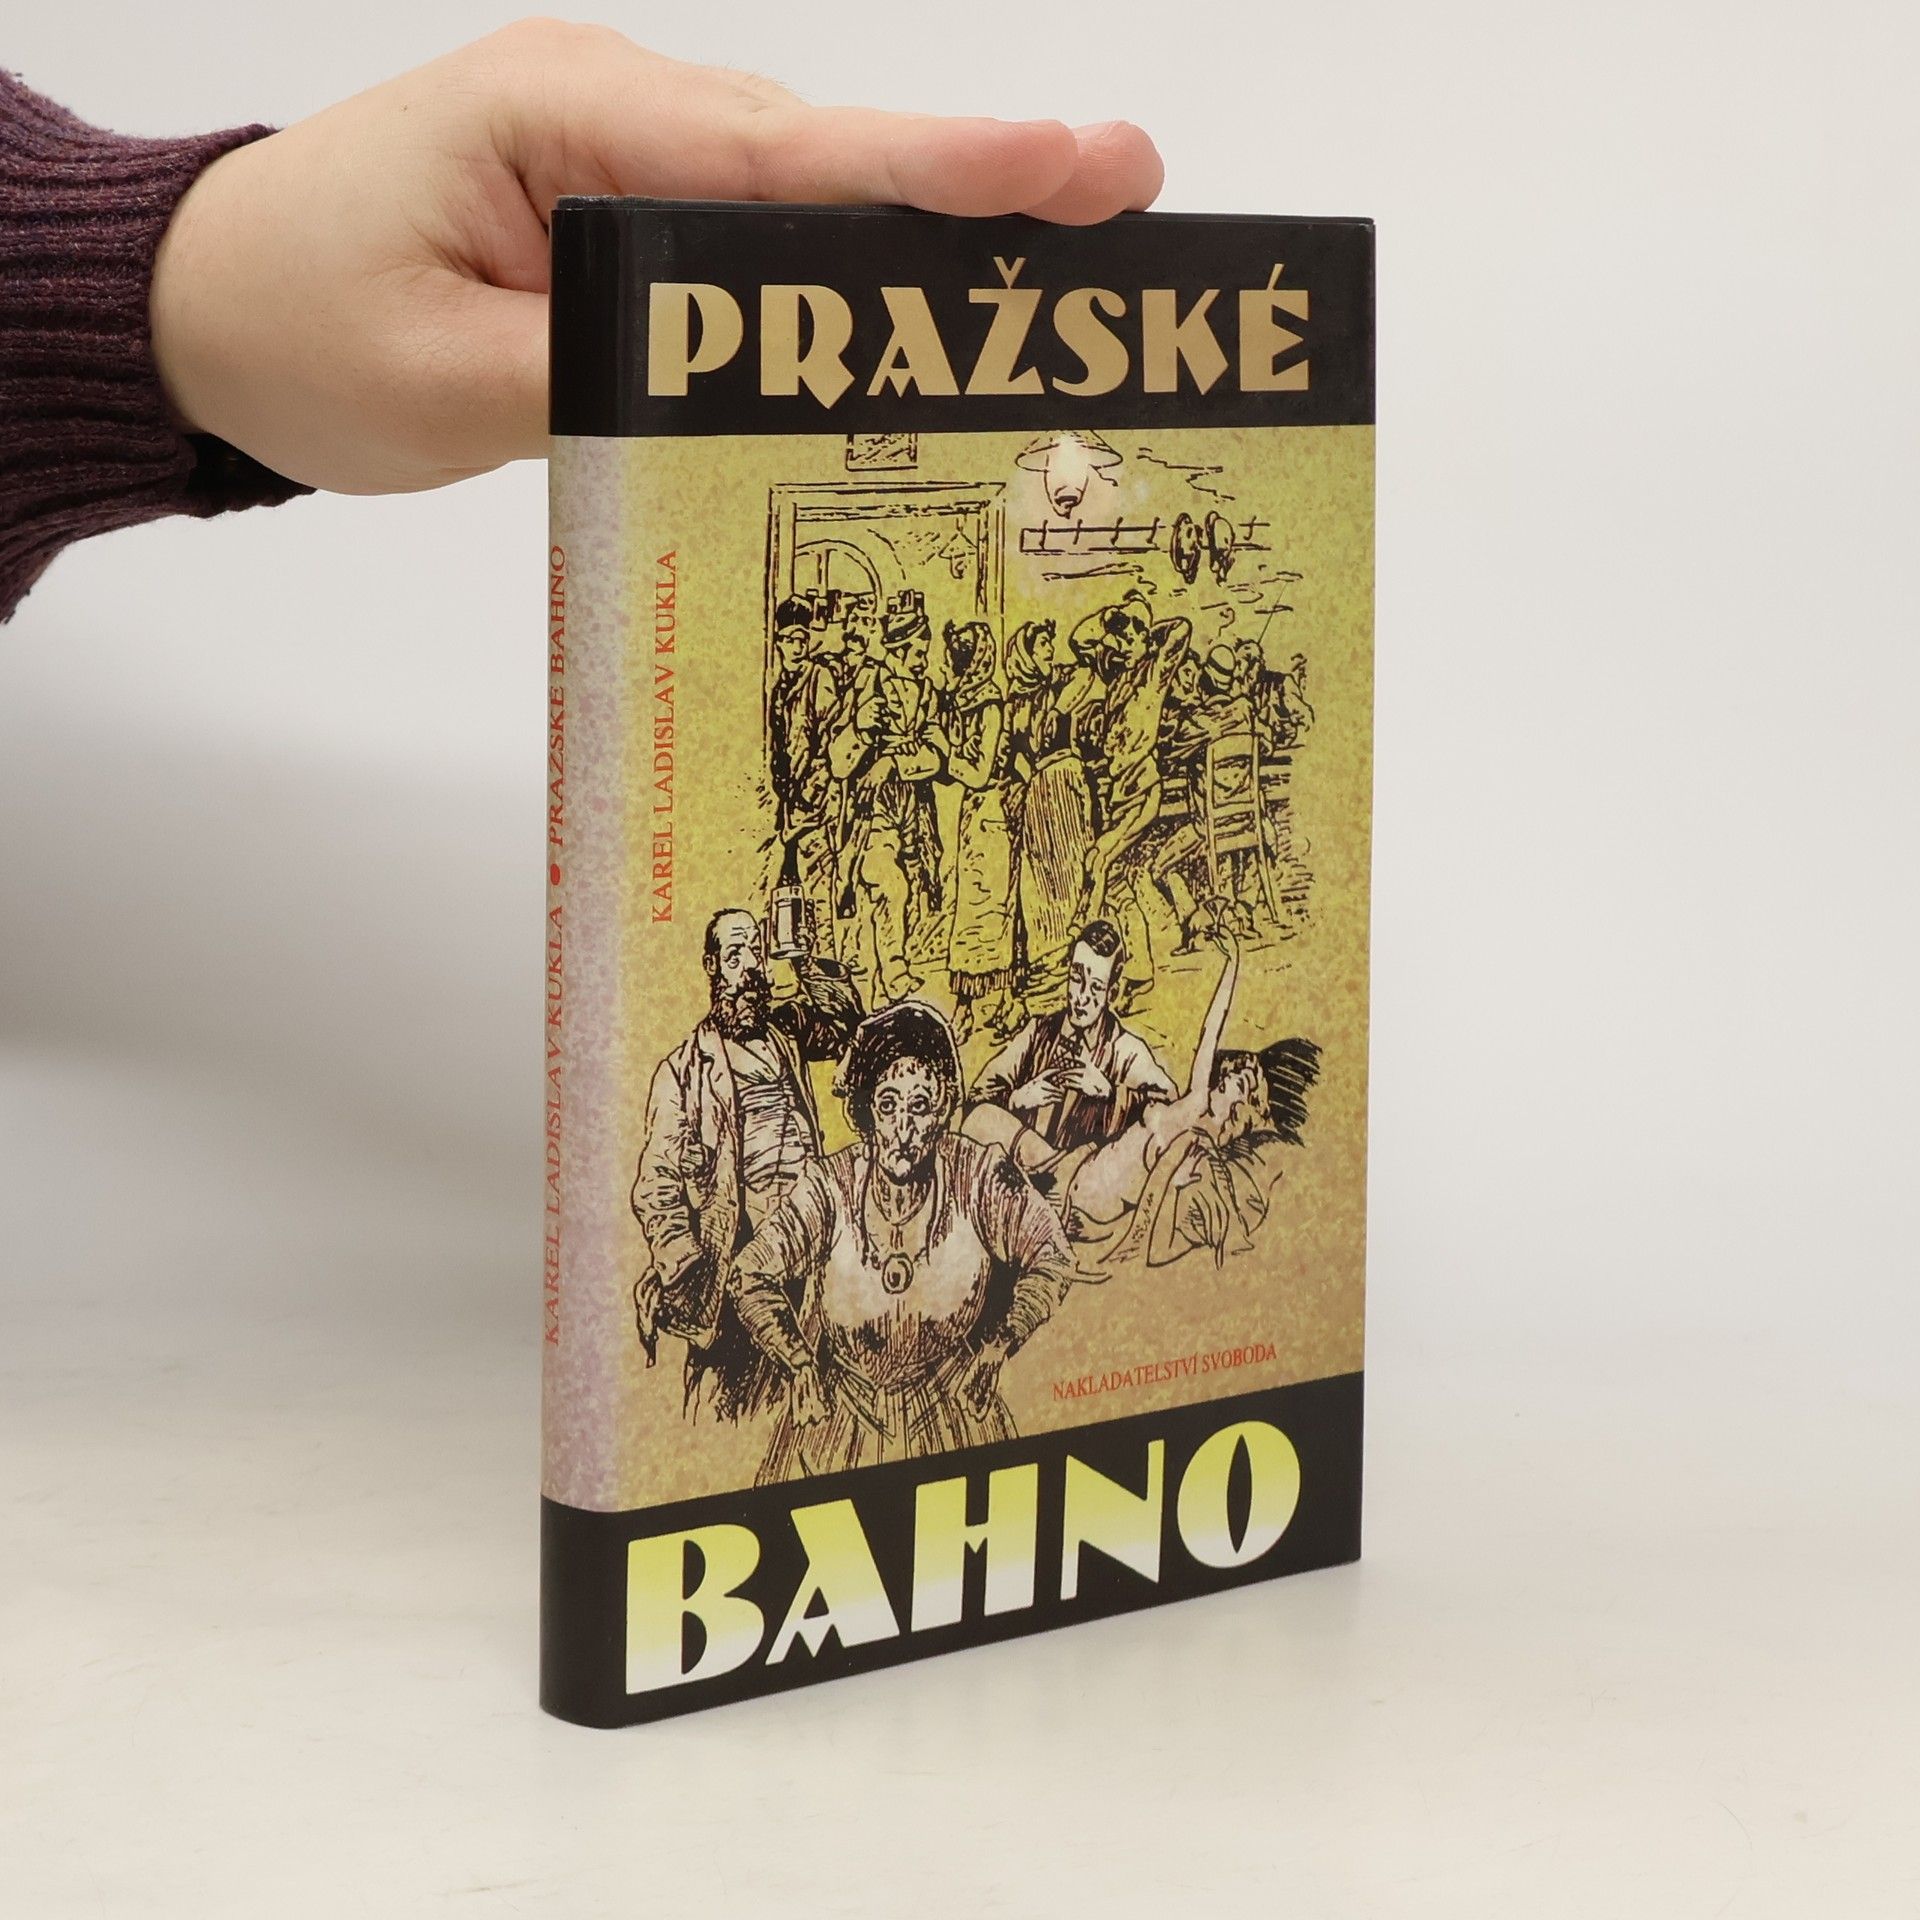 PRAŽSKÉ
KAREL LADISLAV KUKLA
NAKLADATELSTVÍ SVOBODA
BAHNO
KAREL LADISLAV KUKLA ● PRAŽSKÉ BAHNO